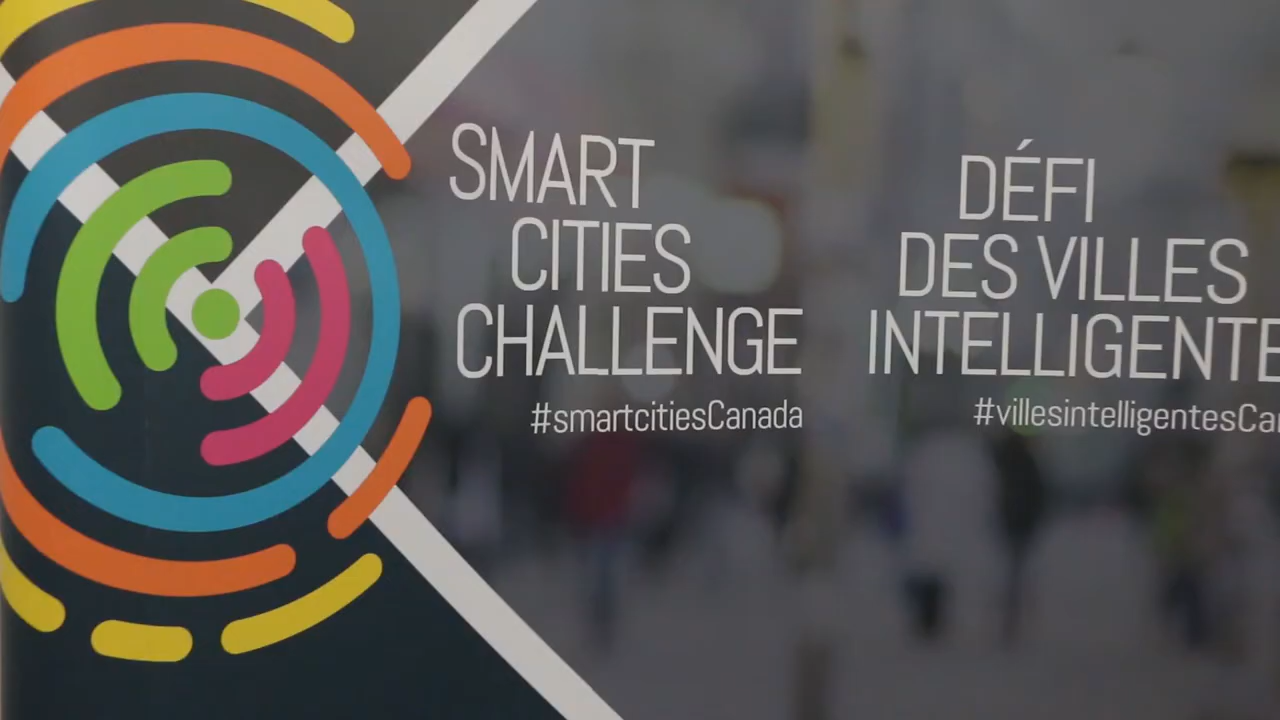 SMART
CITIES
CHALLENGE
#smartcitiesCanada
DÉFI
DES VILLES
INTELLIGENTE
#villesintelligentesCa